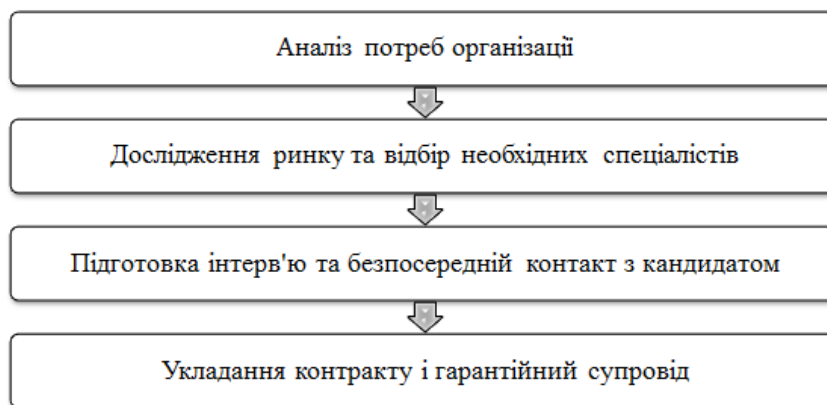 Аналіз потреб організації
Дослідження ринку та відбір необхідних спеціалістів
Підготовка інтерв'ю та безпосередній контакт з кандидатом
Укладання контракту і гарантійний супровід